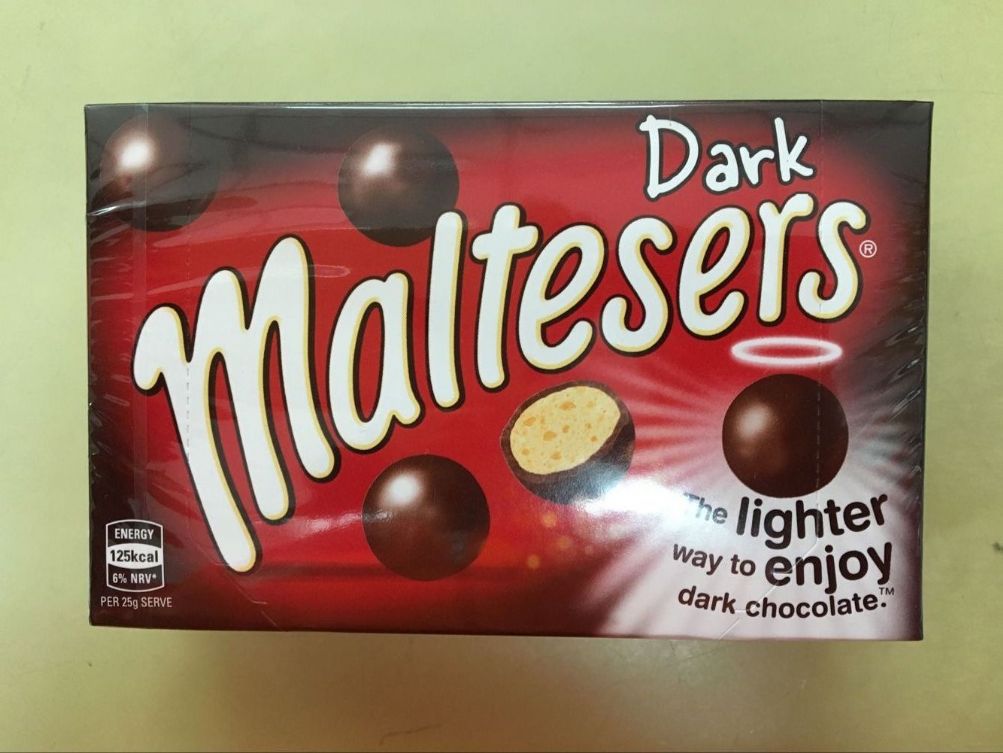 Dark
Maltesers®
The lighter
way to enjoy
dark chocolate.™
ENERGY
125kcal
6% NRV*
PER 25g SERVE